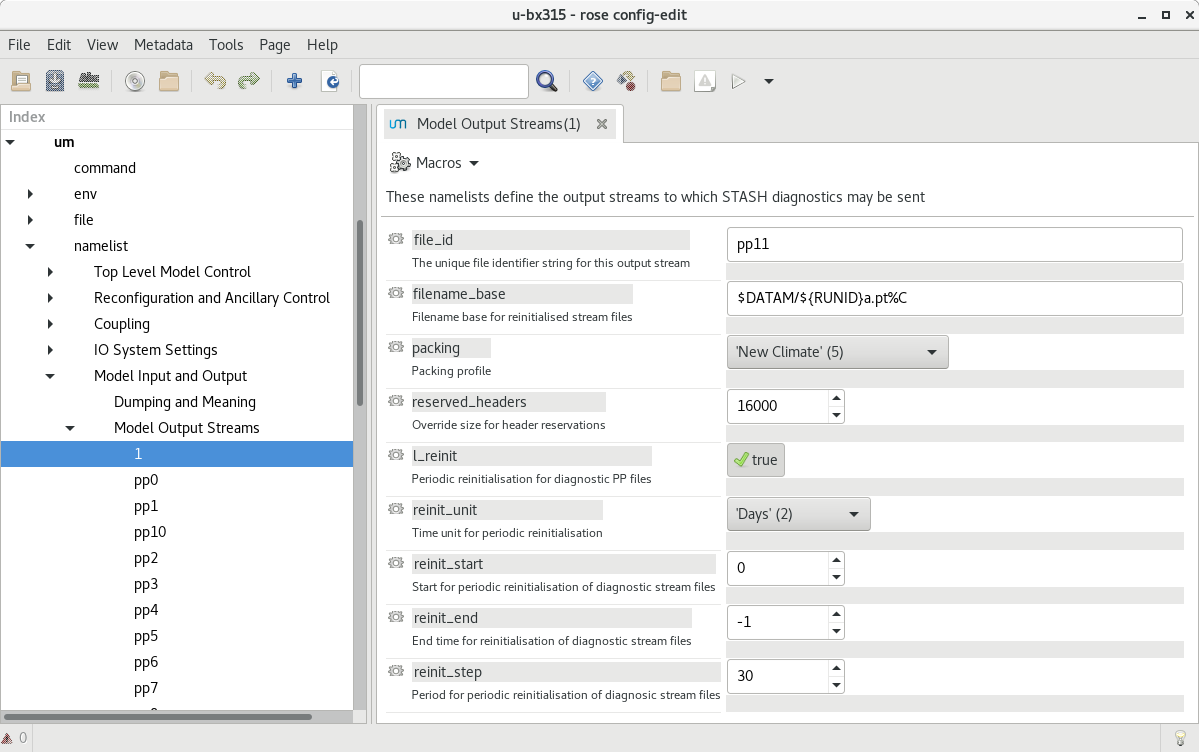 u-bx315 - rose config-edit
File Edit View Metadata Tools Page Help
Index
um
command
env
file
namelist
Top Level Model Control
Reconfiguration and Ancillary Control
Coupling
IO System Settings
Model Input and Output
Dumping and Meaning
Model Output Streams
1
pp0
pp1
pp10
pp2
pp3
pp4
pp5
pp6
pp7
um Model Output Streams(1)
Macros
These namelists define the output streams to which STASH diagnostics may be sent
file_id
pp11
The unique file identifier string for this output stream
filename_base
$DATAM/${RUNID}a.pt%C
Filename base for reinitialised stream files
packing
'New Climate' (5)
Packing profile
reserved_headers
16000
Override size for header reservations
l_reinit
true
Periodic reinitialisation for diagnostic PP files
reinit_unit
'Days' (2)
Time unit for periodic reinitialisation
reinit_start
0
Start for periodic reinitialisation of diagnostic stream files
reinit_end
-1
End time for reinitialisation of diagnostic stream files
reinit_step
30
Period for periodic reinitialisation of diagnosic stream files
0